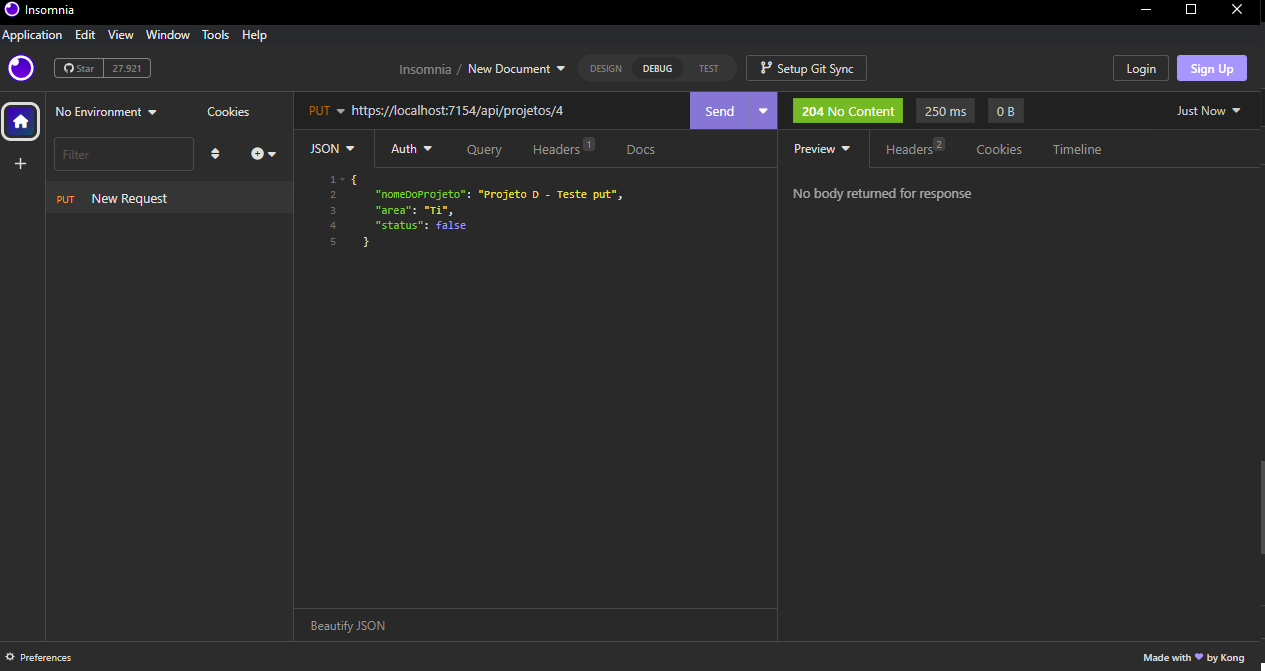 Insomnia
Application Edit View Window Tools Help
Star 27.921 Insomnia / New Document DESIGN DEBUG TEST Setup Git Sync Login Sign Up
No Environment Cookies PUT https://localhost:7154/api/projetos/4 Send 204 No Content 250 ms 0 B Just Now
Filter JSON Auth Query Headers 1 Docs Preview Headers 2 Cookies Timeline
PUT New Request
1 {
2 "nomeDoProjeto": "Projeto D - Teste put",
3 "area": "Ti",
4 "status": false
5 }
No body returned for response
Beautify JSON
Preferences Made with by Kong